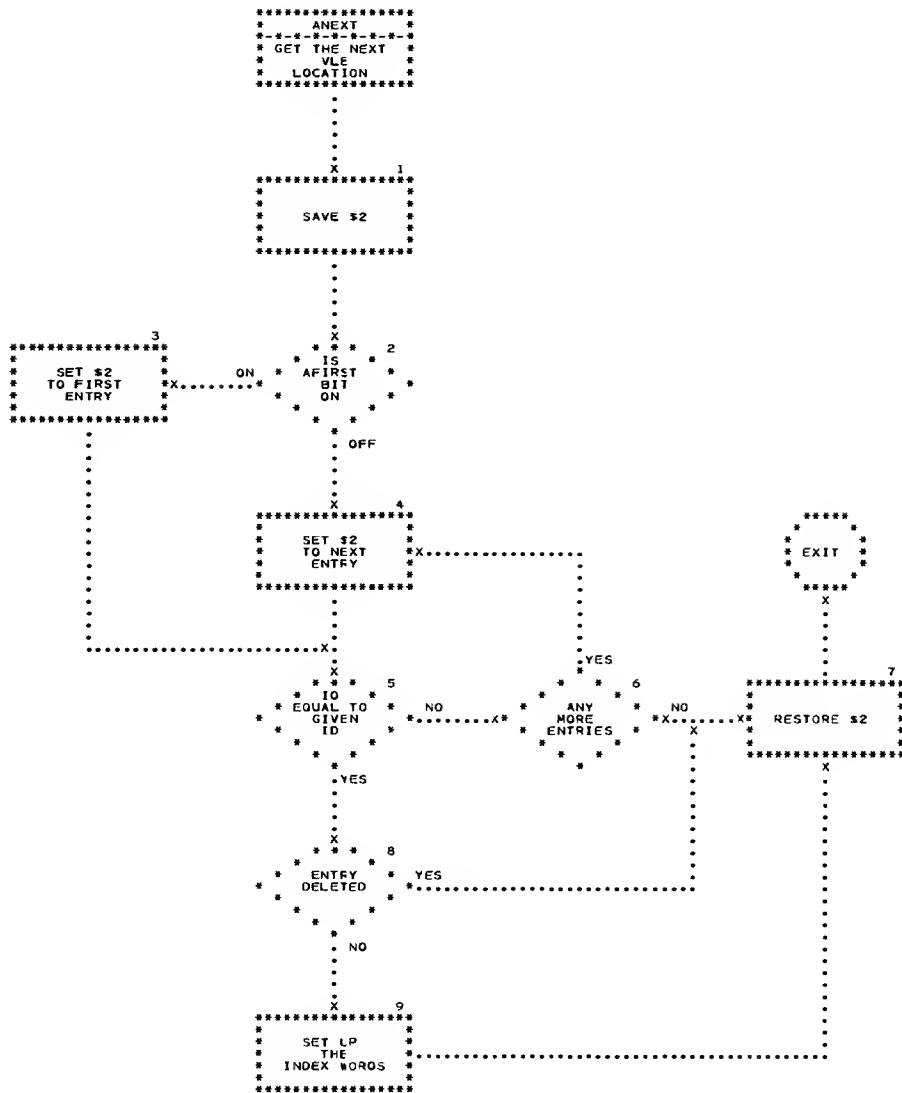 ANEXT
GET THE NEXT
VLE
LOCATION
1
SAVE $2
2
IS
AFIRST
BIT
ON
ON
3
SET $2
TO FIRST
ENTRY
OFF
4
SET $2
TO NEXT
ENTRY
EXIT
5
ID
EQUAL TO
GIVEN
ID
NO
YES
6
ANY
MORE
ENTRIES
NO
7
RESTORE $2
YES
8
ENTRY
DELETED
YES
NO
9
SET UP
THE
INDEX WORDS